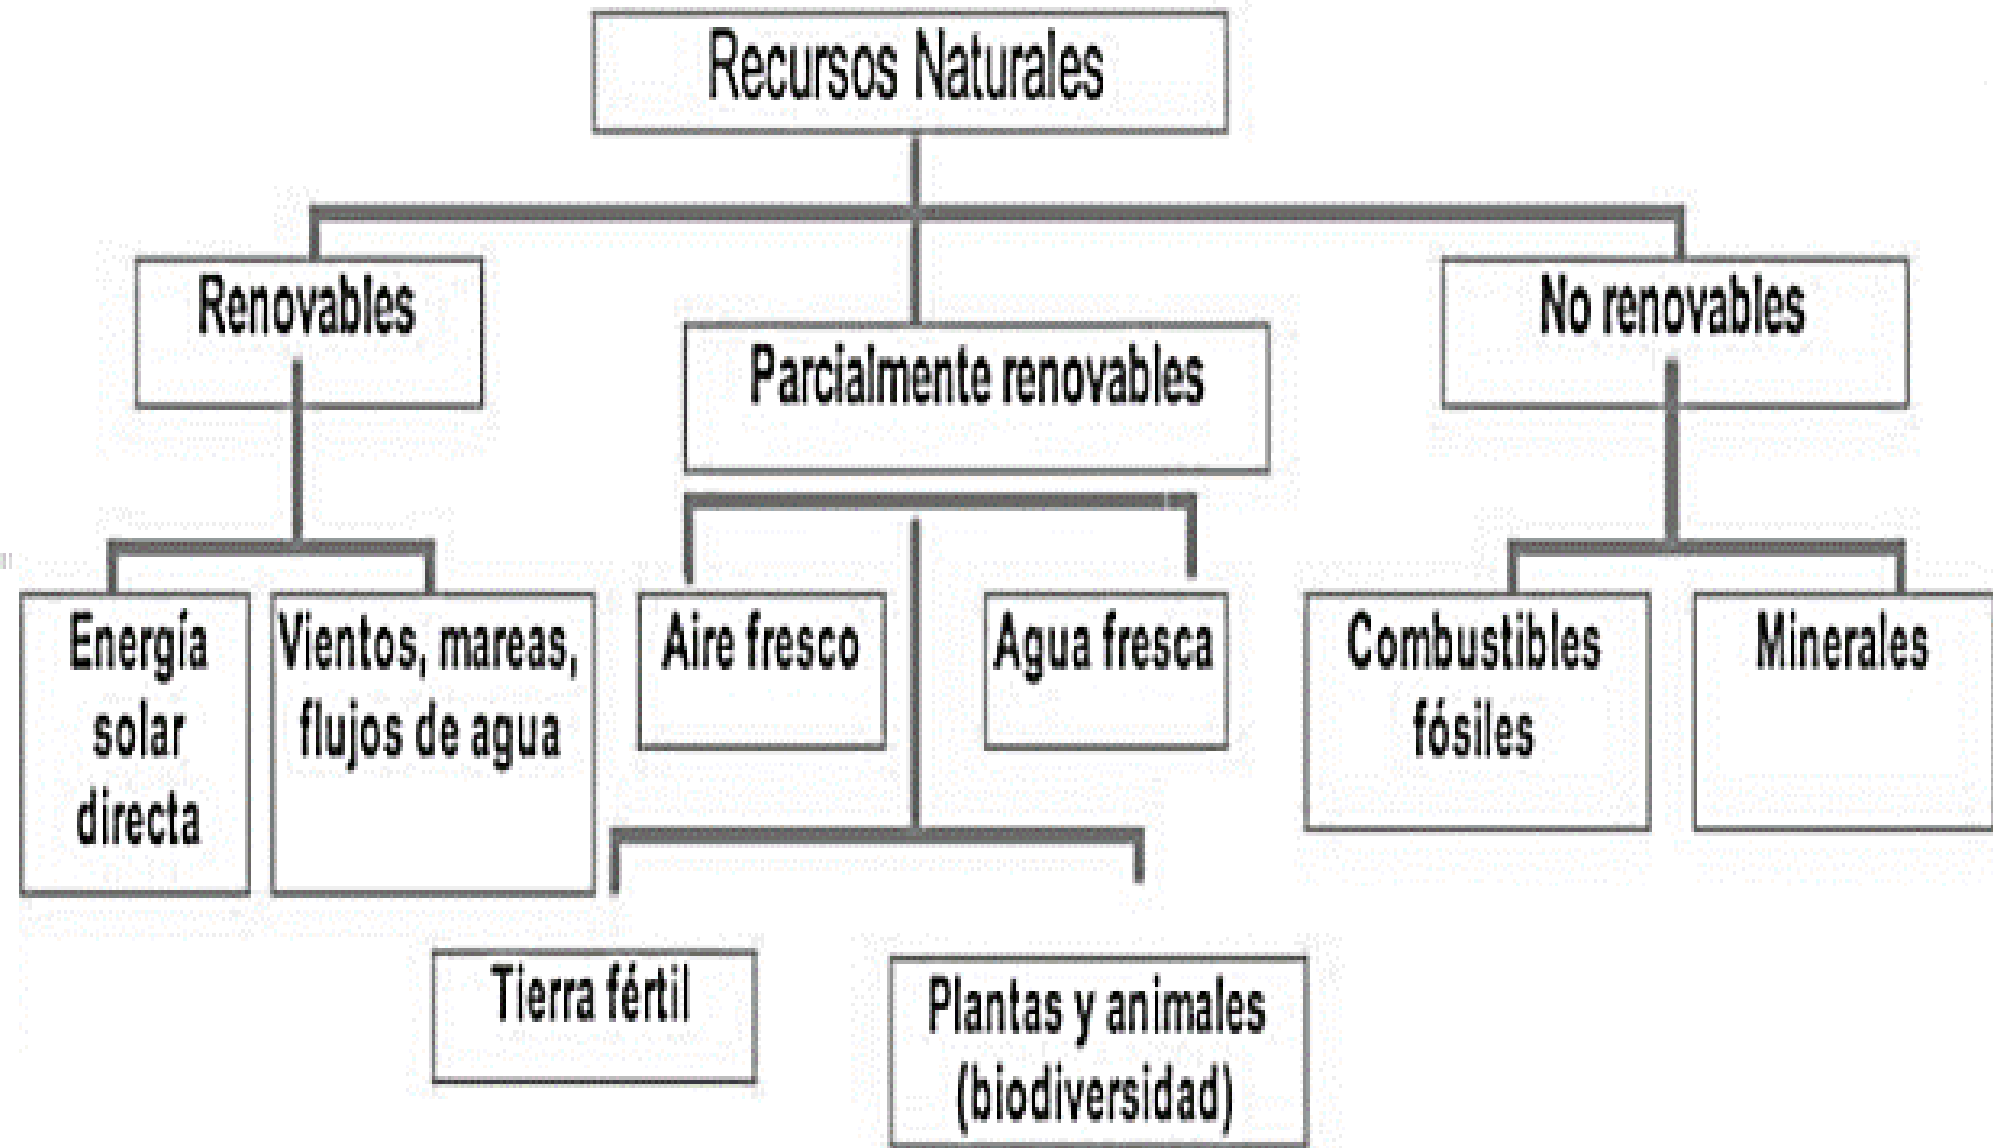 Recursos Naturales
Renovables
Parcialmente renovables
No renovables
Energía
solar
directa
Vientos, mareas,
flujos de agua
Aire fresco
Agua fresca
Combustibles
fósiles
Minerales
Tierra fértil
Plantas y animales
(biodiversidad)